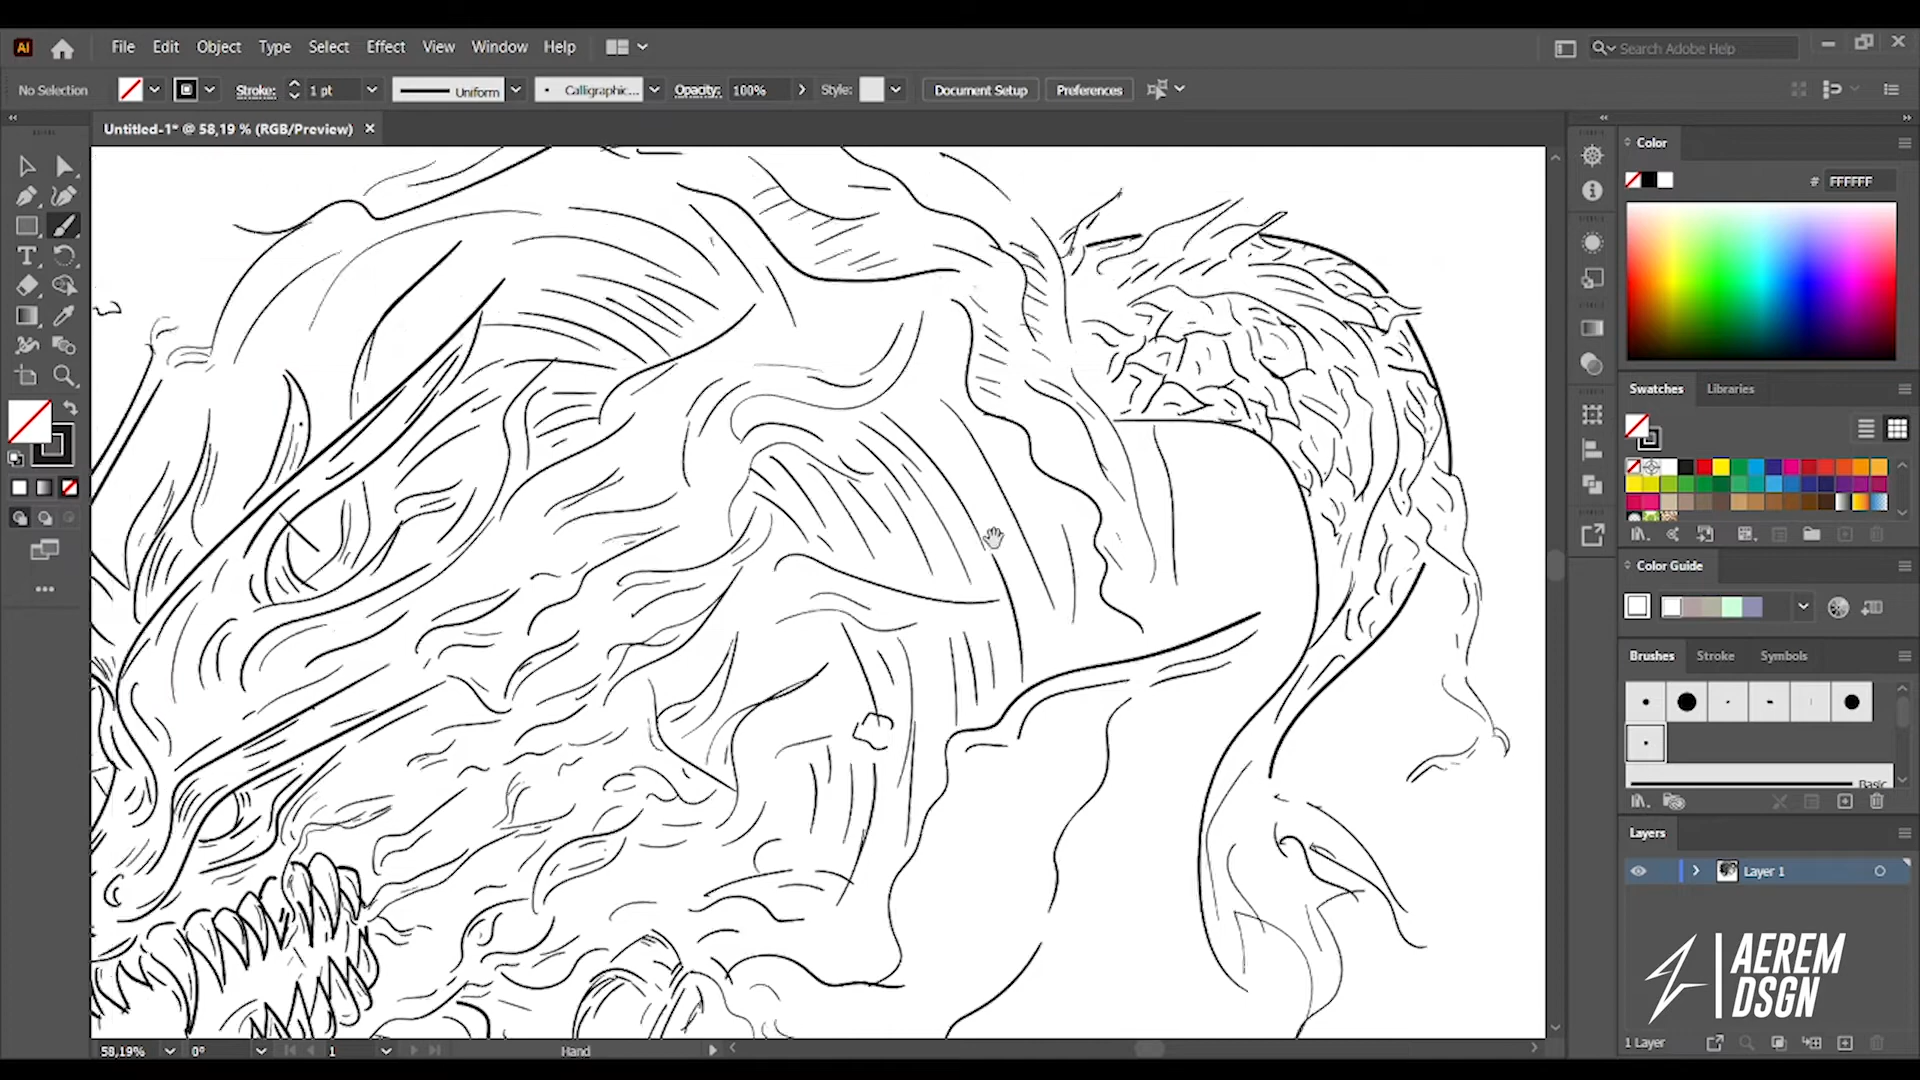 Ai File Edit Object Type Select Effect View Window Help Search Adobe Help
No Selection Stroke: 1 pt Uniform Calligraphic... Opacity: 100% Style: Document Setup Preferences
Untitled-1* @ 58,19 % (RGB/Preview)
Color
# FFFFFF
Swatches Libraries
Color Guide
Brushes Stroke Symbols
Basic
Layers
Layer 1
AEREM
DSGN
1 Layer
58,19% 0° 1 Hand